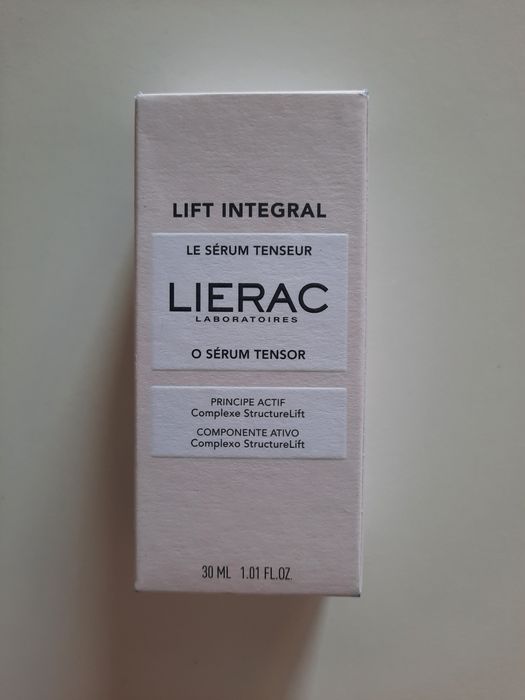 LIFT INTEGRAL
LE SÉRUM TENSEUR
LIERAC
LABORATOIRES
O SÉRUM TENSOR
PRINCIPE ACTIF
Complexe StructureLift
COMPONENTE ATIVO
Complexo StructureLift
30 ML 1.01 FL.OZ.